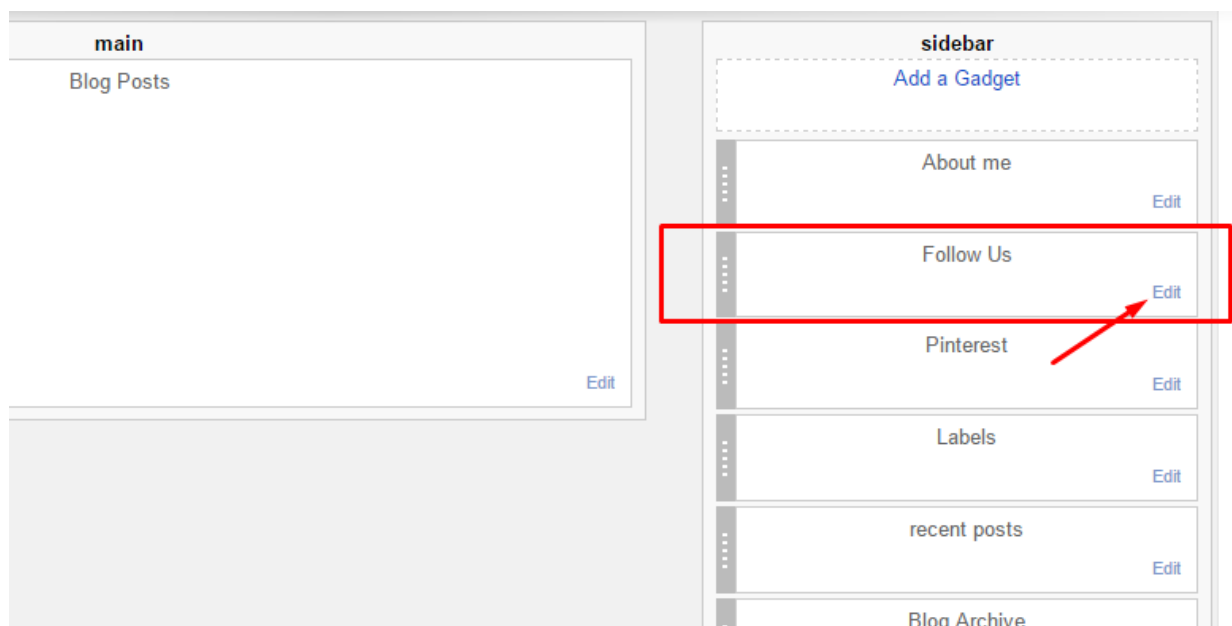 main
Blog Posts
Edit
sidebar
Add a Gadget
About me
Edit
Follow Us
Edit
Pinterest
Edit
Labels
Edit
recent posts
Edit
Blog Archive